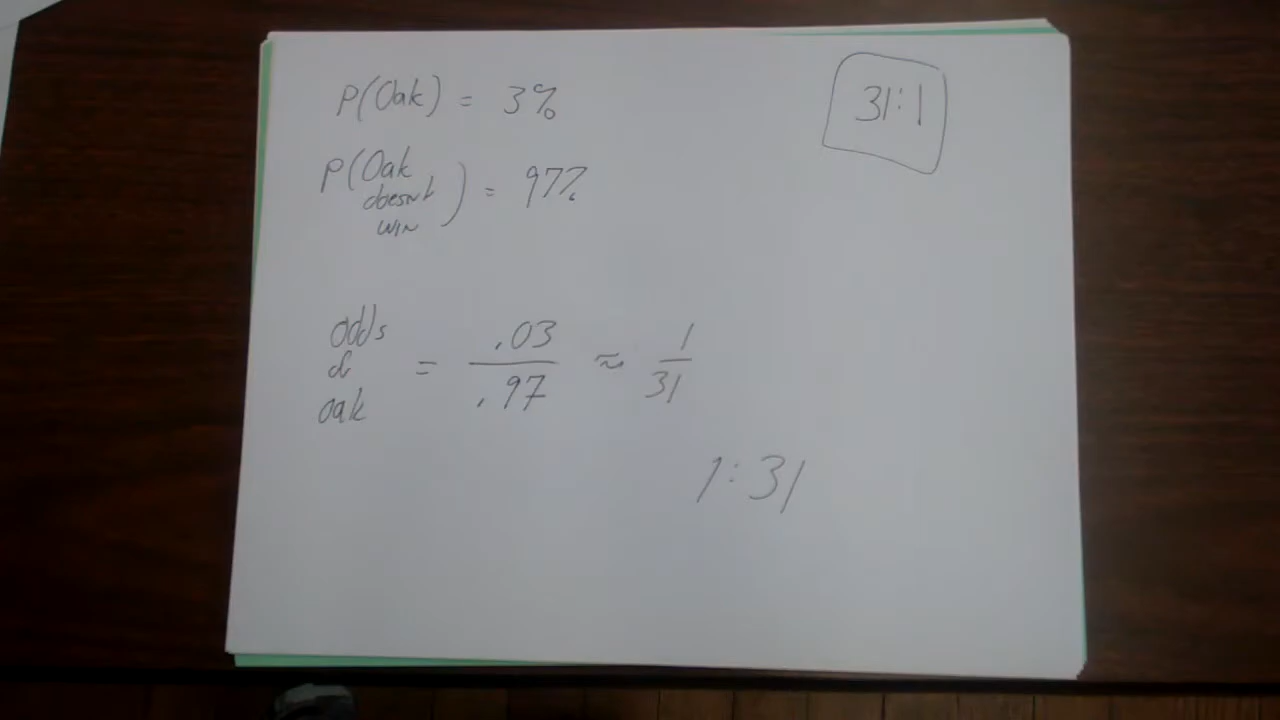 P(Oak) = 3%
31:1
P(Oak doesn't win) = 97%
odds
of
oak
= .03/.97 ≈ 1/31
1:31